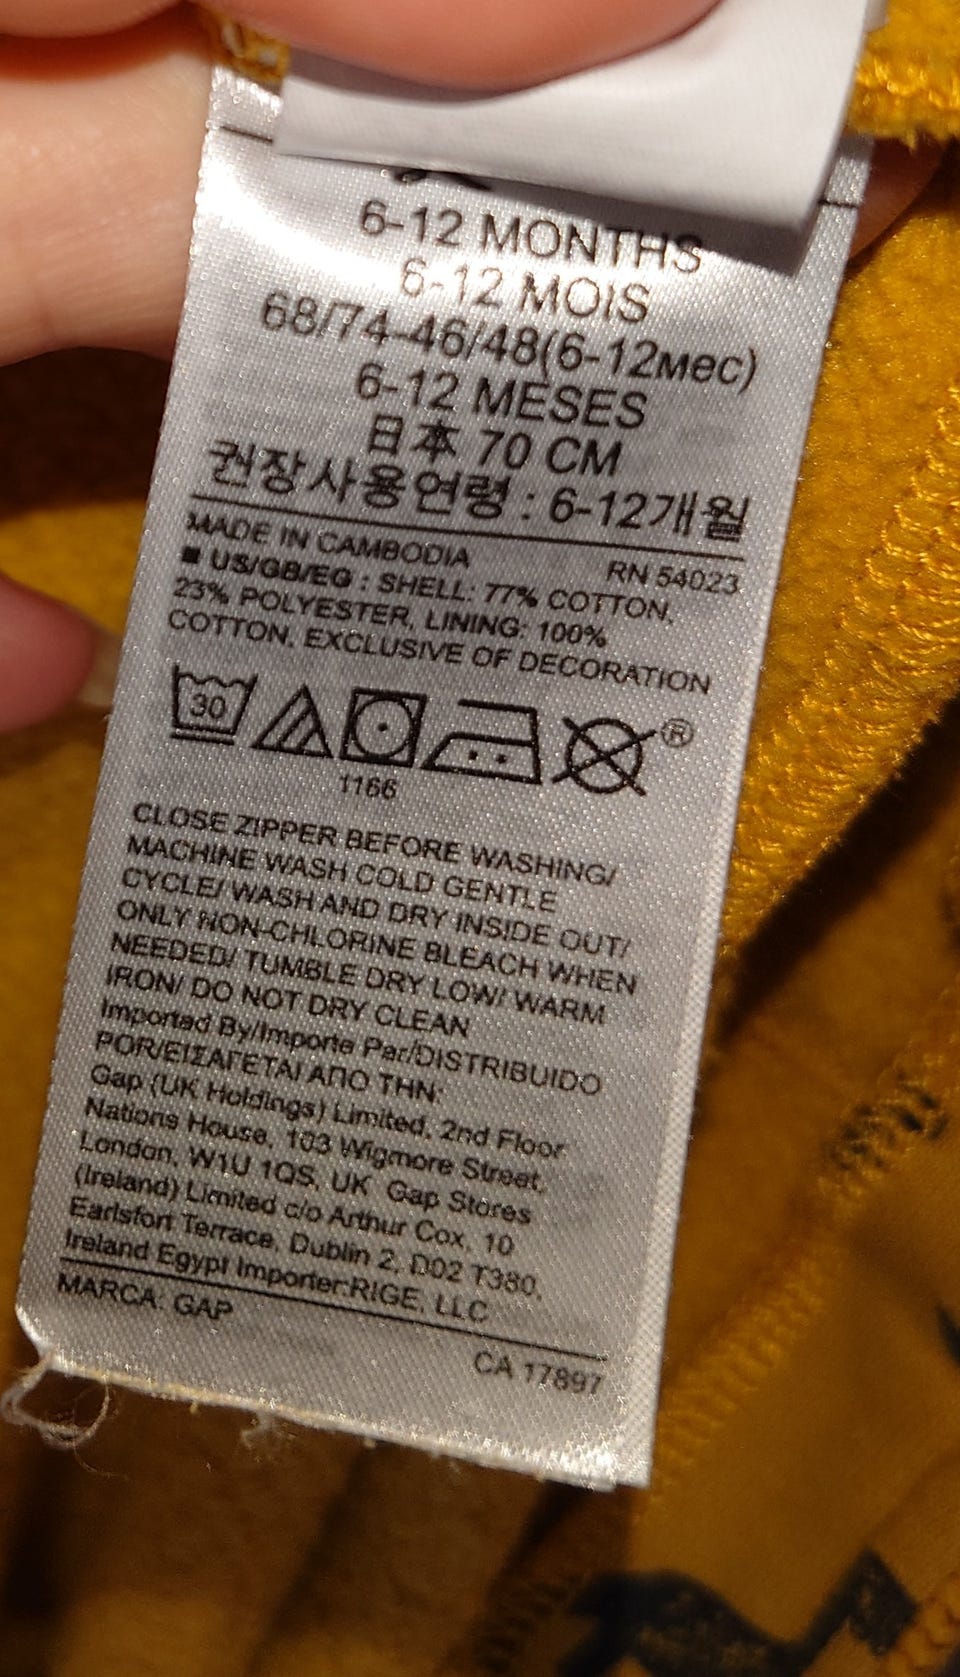 6-12 MONTHS
6-12 MOIS
68/74-46/48(6-12мес)
6-12 MESES
日本 70 CM
권장사용연령 : 6-12개월
MADE IN CAMBODIA
RN 54023
■ US/GB/EG : SHELL: 77% COTTON,
23% POLYESTER, LINING: 100%
COTTON, EXCLUSIVE OF DECORATION
30
®
1166
CLOSE ZIPPER BEFORE WASHING/
MACHINE WASH COLD GENTLE
CYCLE/ WASH AND DRY INSIDE OUT/
ONLY NON-CHLORINE BLEACH WHEN
NEEDED/ TUMBLE DRY LOW/ WARM
IRON/ DO NOT DRY CLEAN
Imported By/Importe Par/DISTRIBUIDO
POR/ΕΙΣΑΓΕΤΑΙ ΑΠΟ ΤΗΝ:
Gap (UK Holdings) Limited, 2nd Floor
Nations House, 103 Wigmore Street,
London, W1U 1QS, UK Gap Stores
(Ireland) Limited c/o Arthur Cox, 10
Earlsfort Terrace, Dublin 2, D02 T380,
Ireland Egypt Importer:RIGE, LLC
MARCA: GAP
CA 17897